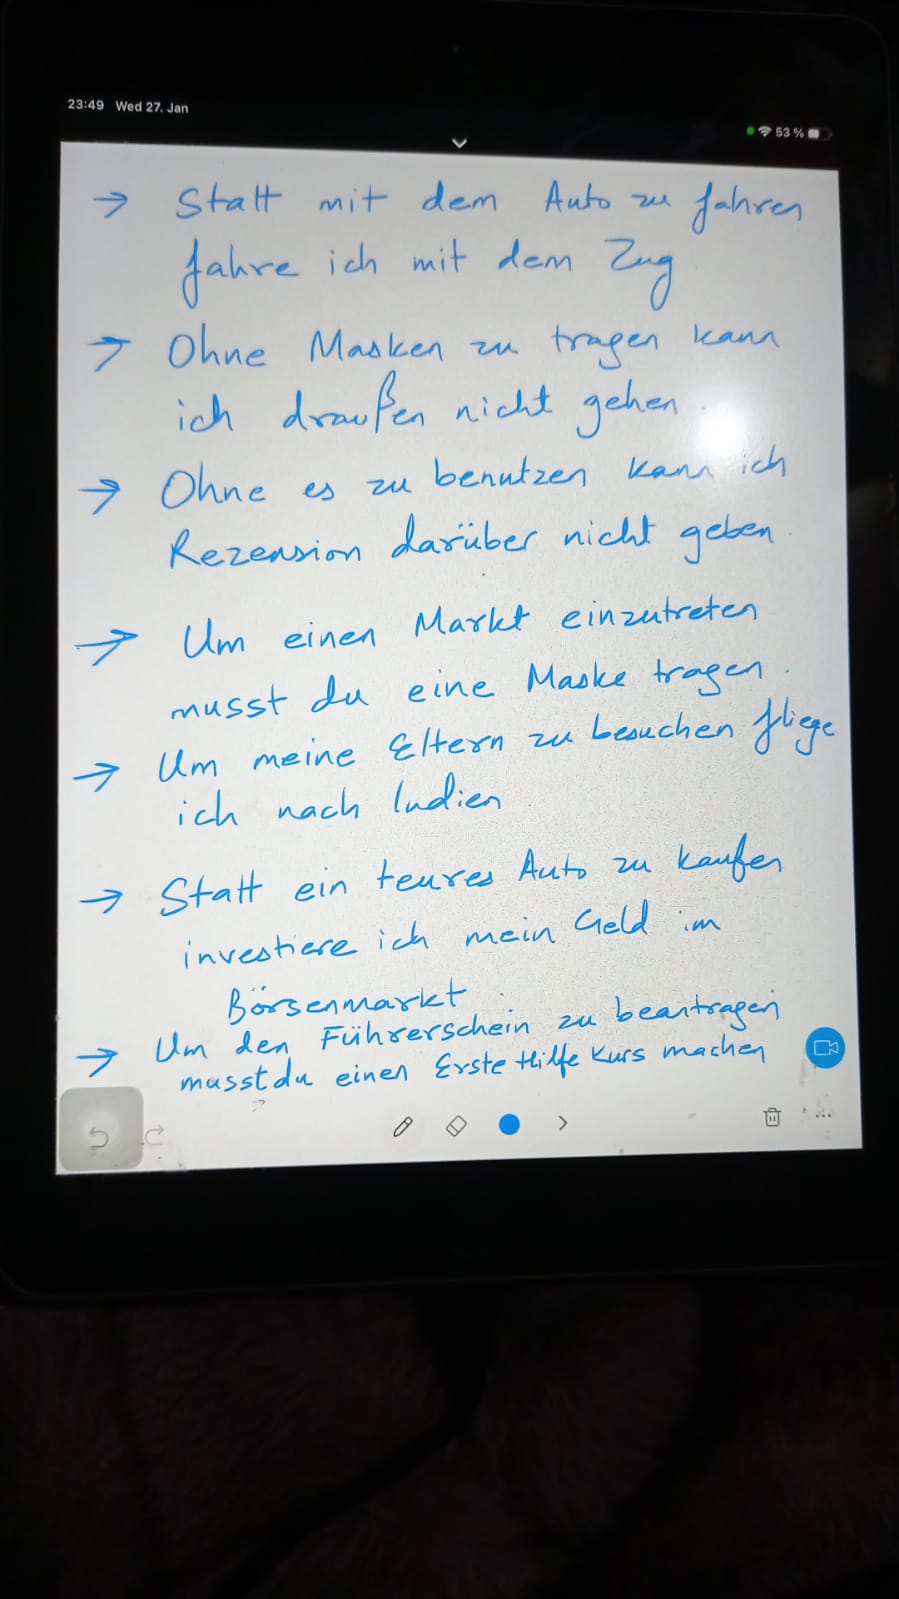 23:49 Wed 27. Jan
53 %
→ Statt mit dem Auto zu fahren
fahre ich mit dem Zug
→ Ohne Masken zu tragen kann
ich draußen nicht gehen.
→ Ohne es zu benutzen kann ich
Rezension darüber nicht geben.
→ Um einen Markt einzutreten
musst du eine Maske tragen.
→ Um meine Eltern zu besuchen fliege
ich nach Indien
→ Statt ein teures Auto zu kaufen
investiere ich mein Geld im
Börsenmarkt.
→ Um den Führerschein zu beantragen
musst du einen Erste Hilfe Kurs machen